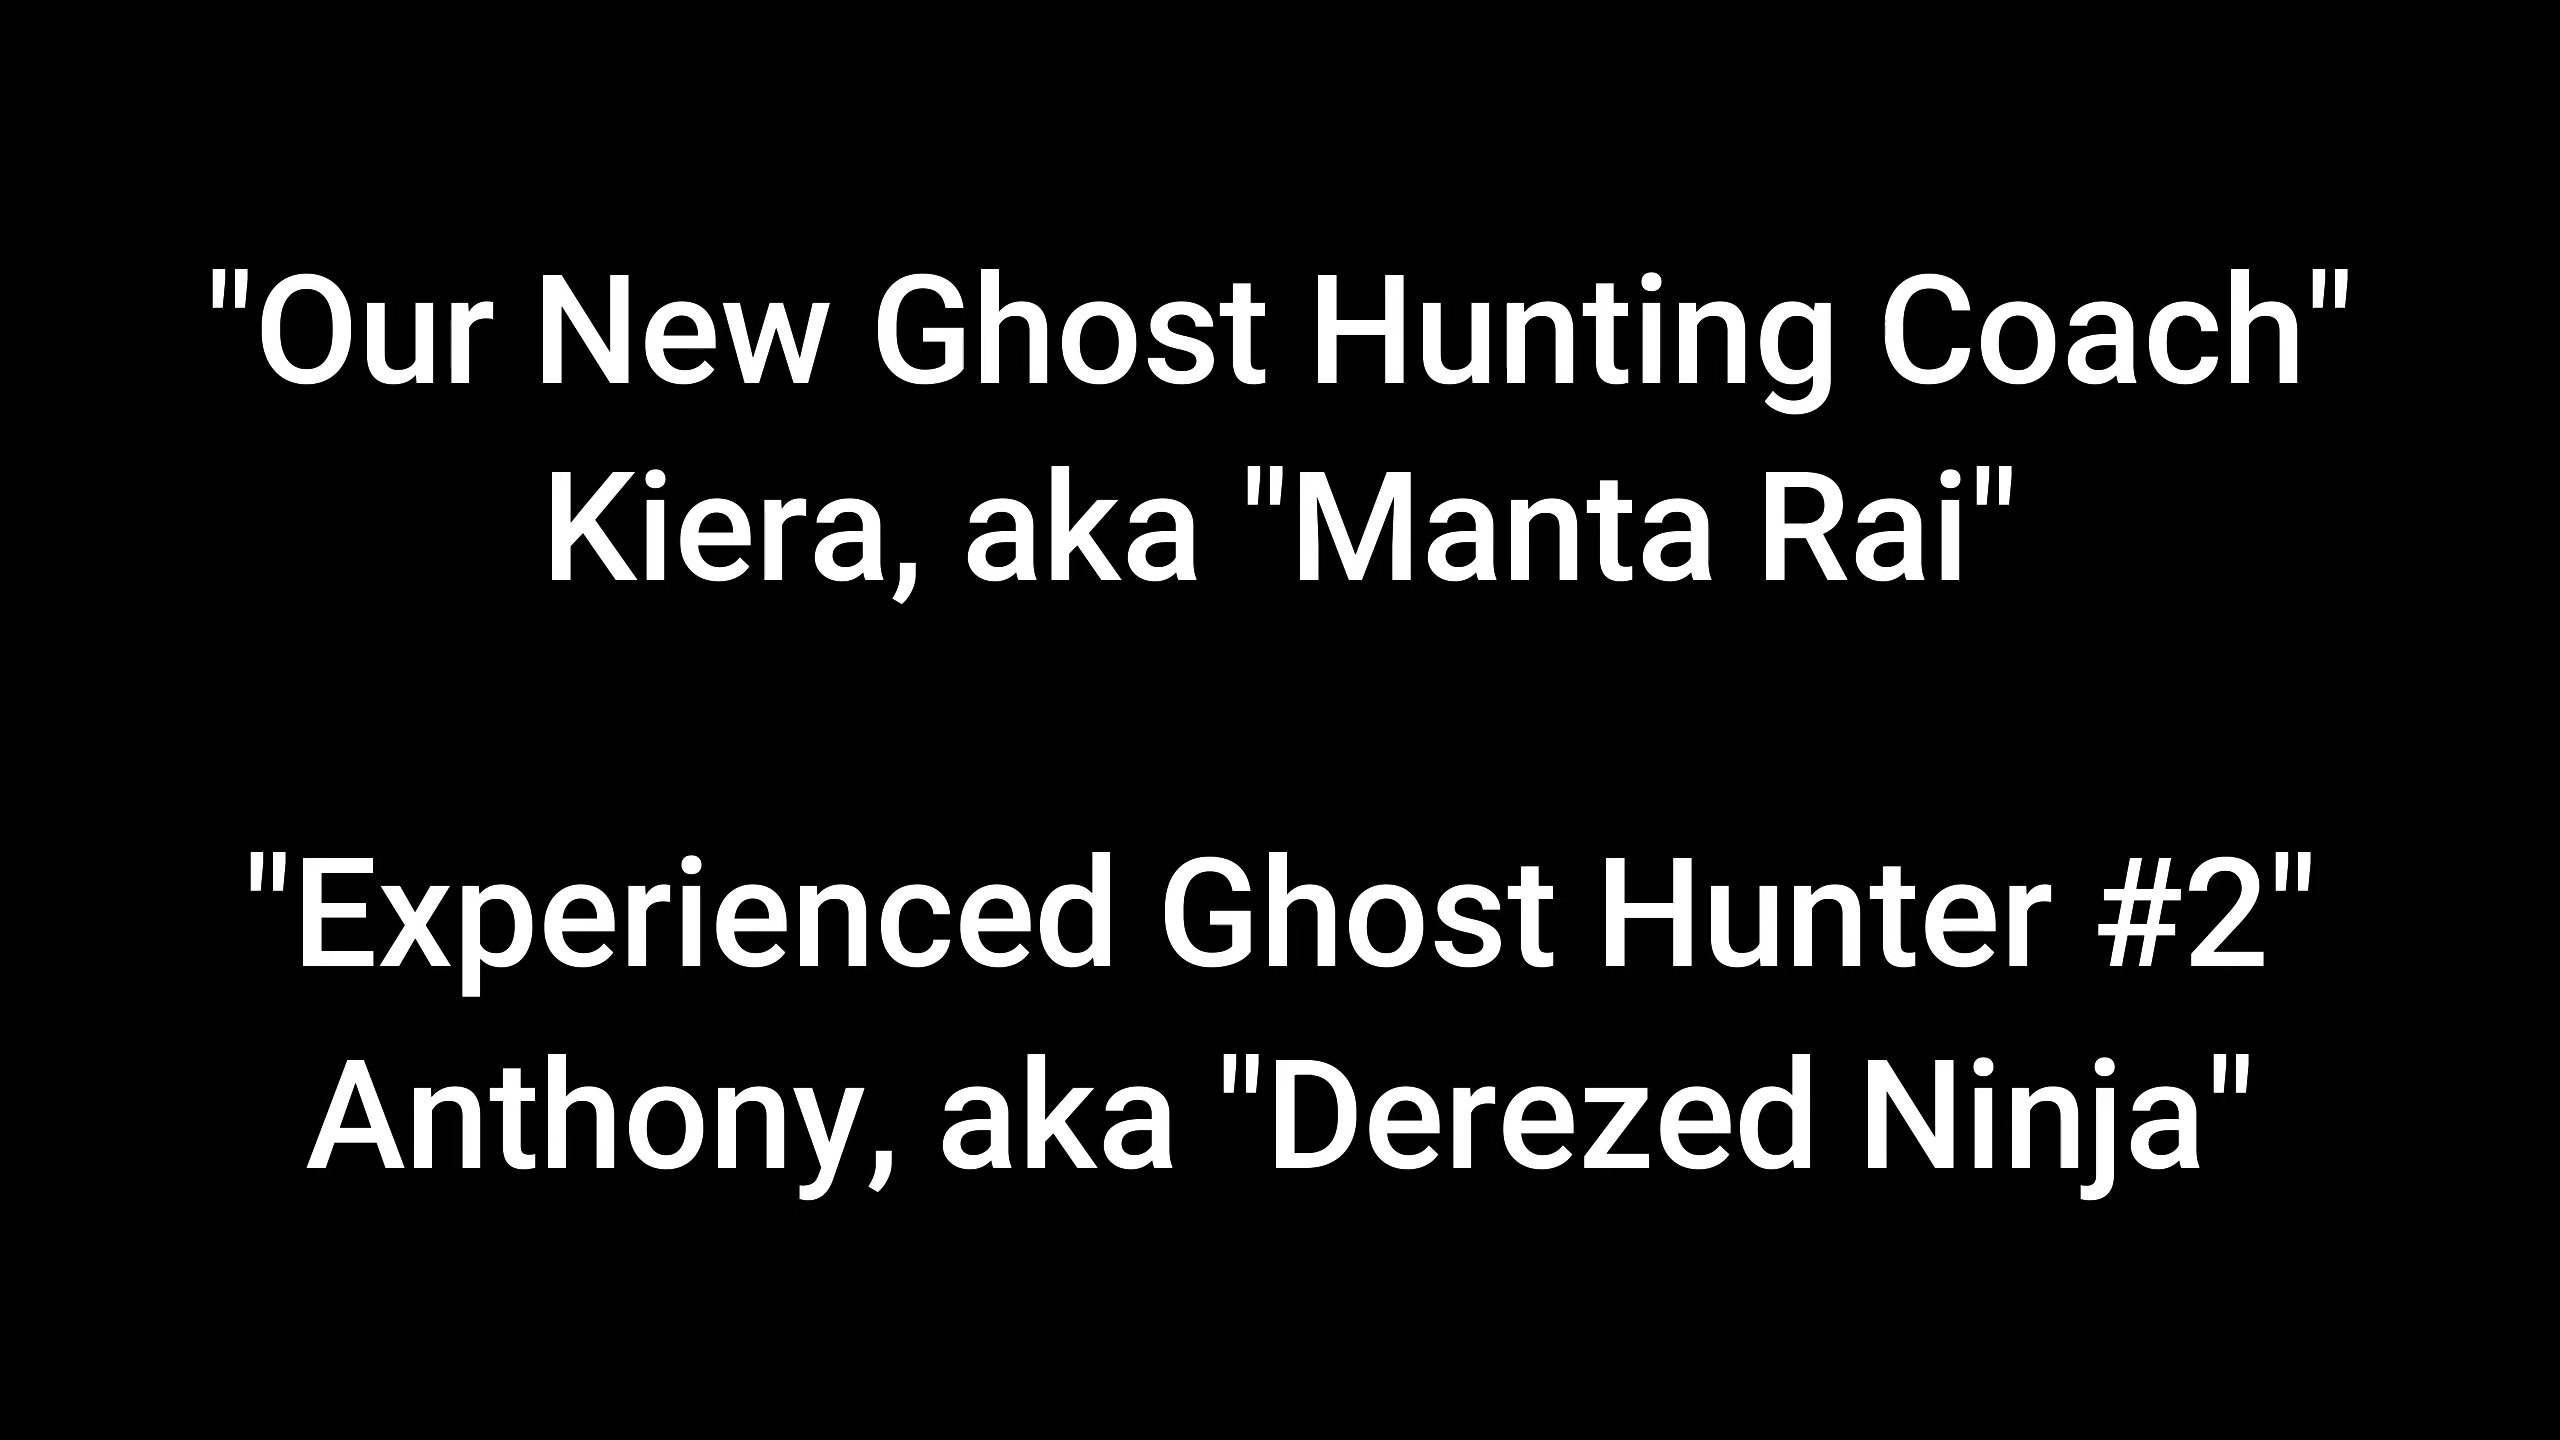 "Our New Ghost Hunting Coach"
Kiera, aka "Manta Rai"
"Experienced Ghost Hunter #2"
Anthony, aka "Derezed Ninja"